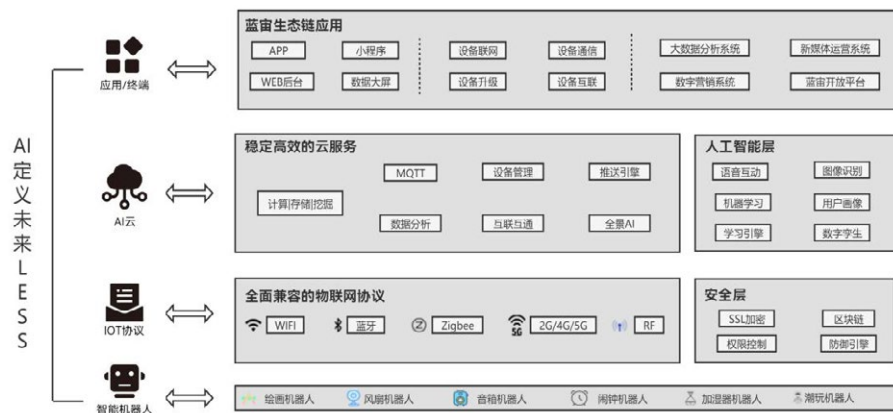 AI定义未来LESS
应用/终端
蓝宙生态链应用
APP
小程序
设备联网
设备通信
大数据分析系统
新媒体运营系统
WEB后台
数据大屏
设备升级
设备互联
数字营销系统
蓝宙开放平台
AI云
稳定高效的云服务
计算|存储|挖掘
MQTT
设备管理
推送引擎
数据分析
互联互通
全景AI
人工智能层
语音互动
图像识别
机器学习
用户画像
学习引擎
数字孪生
IOT协议
全面兼容的物联网协议
WIFI
蓝牙
Zigbee
5G
2G/4G/5G
RF
安全层
SSL加密
区块链
权限控制
防御引擎
智能机器人
绘画机器人
风扇机器人
音箱机器人
闹钟机器人
加湿器机器人
潮玩机器人